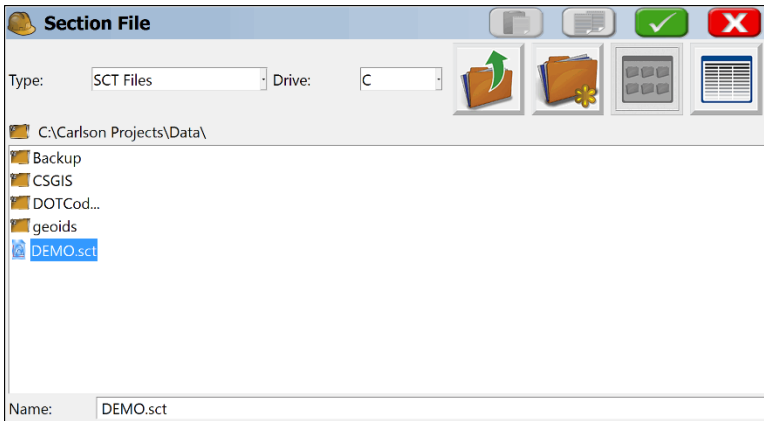 Section File
Type: SCT Files Drive: C
C:\Carlson Projects\Data\
Backup
CSGIS
DOTCod...
geoids
DEMO.sct
Name: DEMO.sct